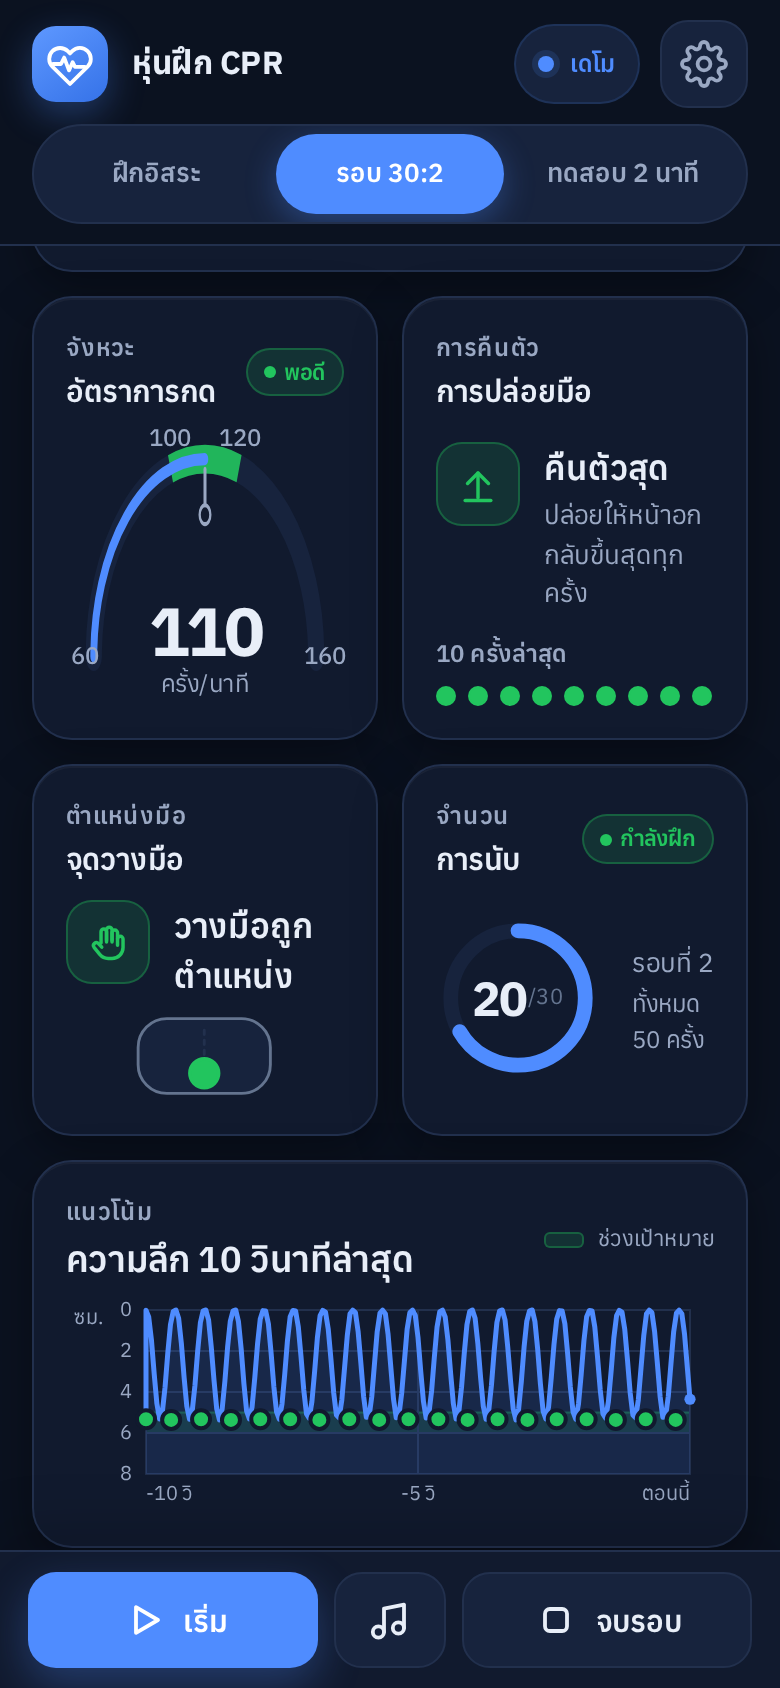 หุ่นฝึก CPR
เดโม
ฝึกอิสระ
รอบ 30:2
ทดสอบ 2 นาที
จังหวะ
อัตราการกด
พอดี
100
120
60
160
110
ครั้ง/นาที
การคืนตัว
การปล่อยมือ
คืนตัวสุด
ปล่อยให้หน้าอก
กลับขึ้นสุดทุก
ครั้ง
10 ครั้งล่าสุด
ตำแหน่งมือ
จุดวางมือ
วางมือถูก
ตำแหน่ง
จำนวน
การนับ
กำลังฝึก
20/30
รอบที่ 2
ทั้งหมด
50 ครั้ง
แนวโน้ม
ความลึก 10 วินาทีล่าสุด
ช่วงเป้าหมาย
ซม.
0
2
4
6
8
-10 วิ
-5 วิ
ตอนนี้
เริ่ม
จบรอบ